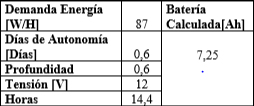 Demanda Energía
[W/H]
87
Batería
Calculada[Ah]
Días de Autonomía
[Días]
0,6
7,25
Profundidad
0,6
Tensión [V]
12
Horas
14,4